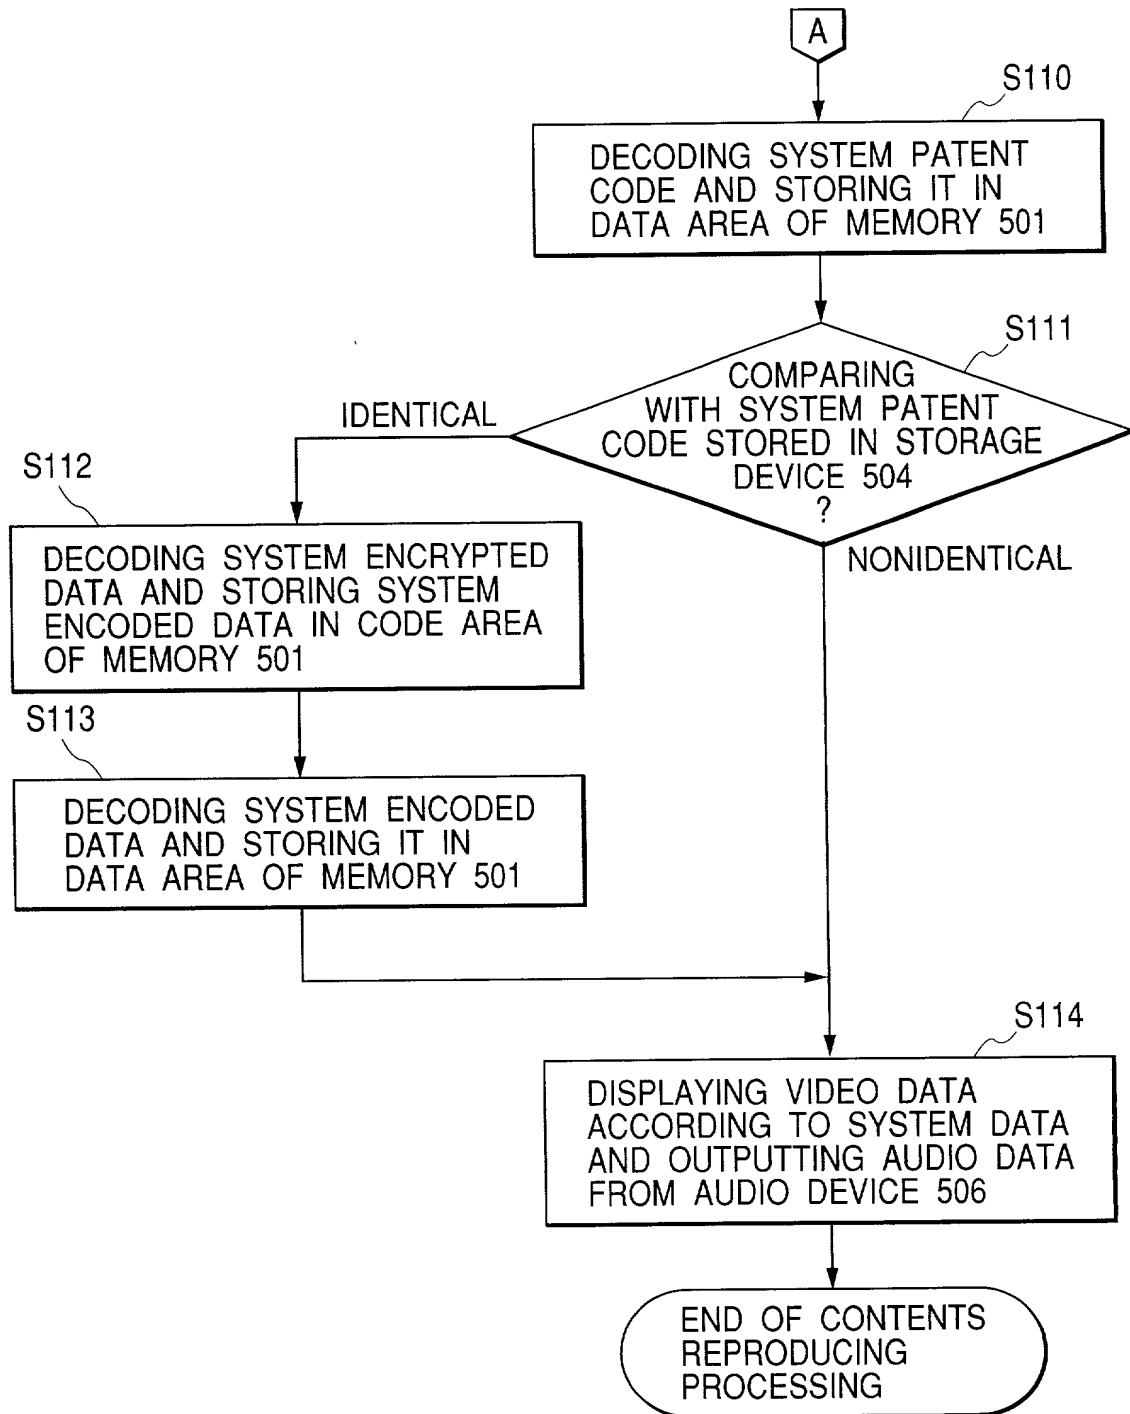 A
S110
DECODING SYSTEM PATENT
CODE AND STORING IT IN
DATA AREA OF MEMORY 501
S111
COMPARING
WITH SYSTEM PATENT
CODE STORED IN STORAGE
DEVICE 504
?
IDENTICAL
NONIDENTICAL
S112
DECODING SYSTEM ENCRYPTED
DATA AND STORING SYSTEM
ENCODED DATA IN CODE AREA
OF MEMORY 501
S113
DECODING SYSTEM ENCODED
DATA AND STORING IT IN
DATA AREA OF MEMORY 501
S114
DISPLAYING VIDEO DATA
ACCORDING TO SYSTEM DATA
AND OUTPUTTING AUDIO DATA
FROM AUDIO DEVICE 506
END OF CONTENTS
REPRODUCING
PROCESSING